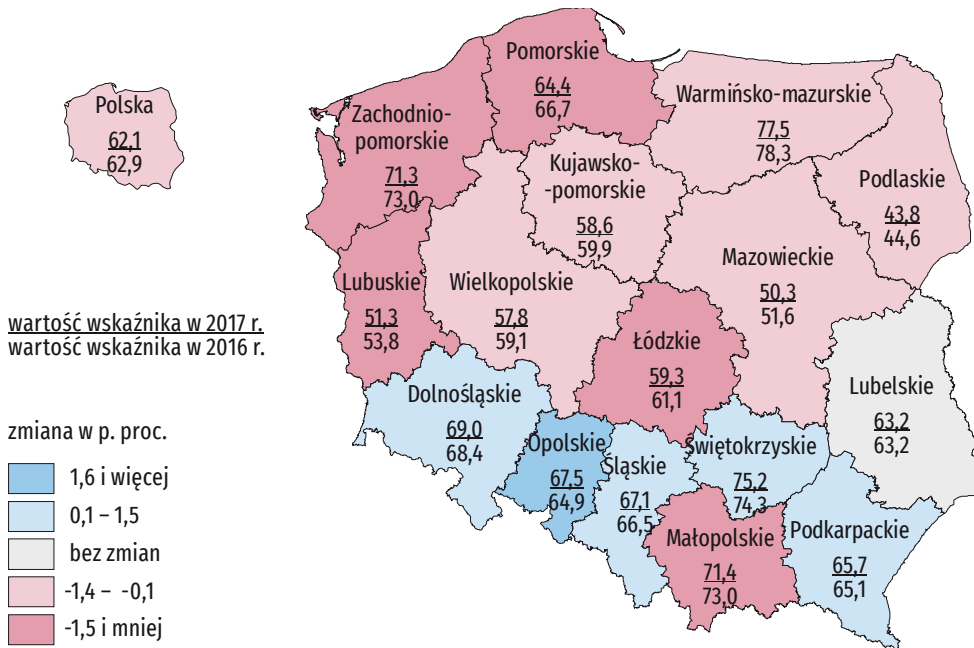 Polska
62,1
62,9
wartość wskaźnika w 2017 r.
wartość wskaźnika w 2016 r.
zmiana w p. proc.
1,6 i więcej
0,1 – 1,5
bez zmian
-1,4 – -0,1
-1,5 i mniej
Pomorskie
64,4
66,7
Zachodnio-
pomorskie
71,3
73,0
Warmińsko-mazurskie
77,5
78,3
Kujawsko-
-pomorskie
58,6
59,9
Podlaskie
43,8
44,6
Mazowieckie
50,3
51,6
Lubuskie
51,3
53,8
Wielkopolskie
57,8
59,1
Łódzkie
59,3
61,1
Lubelskie
63,2
63,2
Dolnośląskie
69,0
68,4
Opolskie
67,5
64,9
Śląskie
67,1
66,5
Świętokrzyskie
75,2
74,3
Małopolskie
71,4
73,0
Podkarpackie
65,7
65,1